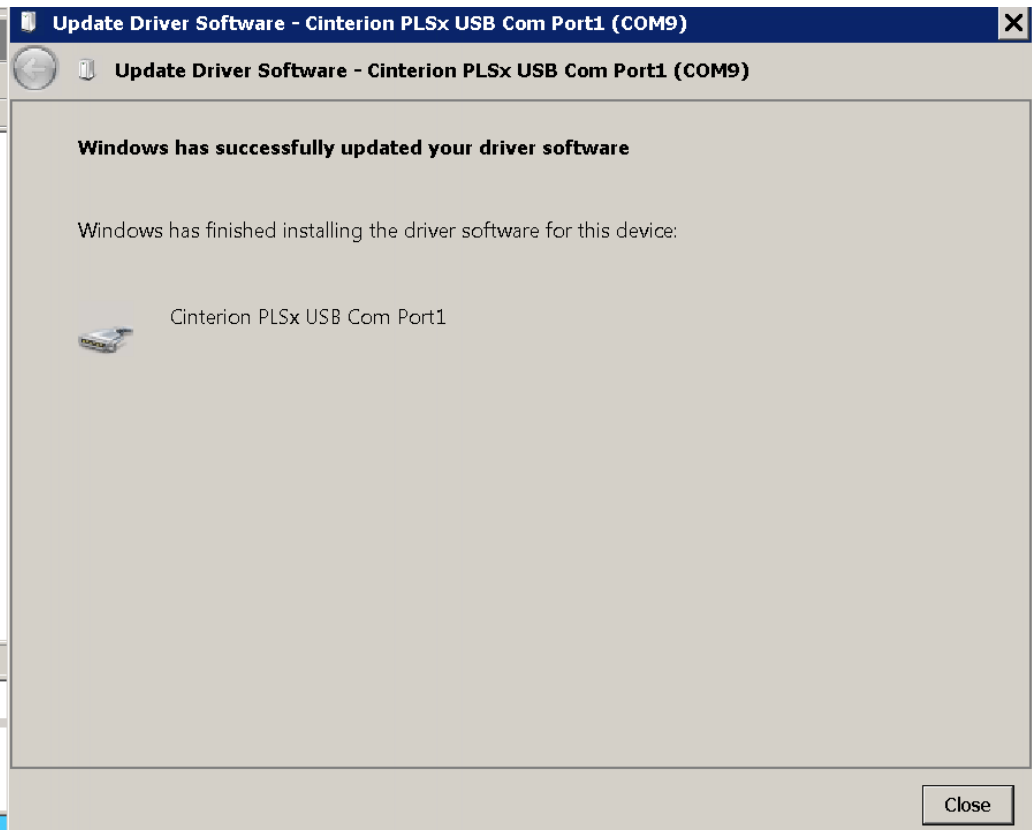 Update Driver Software - Cinterion PLSx USB Com Port1 (COM9)
Update Driver Software - Cinterion PLSx USB Com Port1 (COM9)
Windows has successfully updated your driver software
Windows has finished installing the driver software for this device:
Cinterion PLSx USB Com Port1
Close